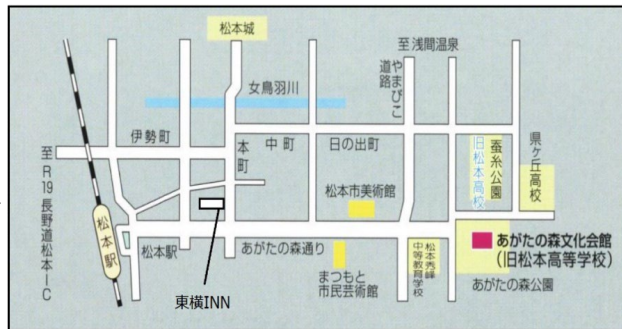 松本城
至浅間温泉
やまびこ
道路
女鳥羽川
伊勢町
本町
中町
日の出町
旧松本高校
蚕糸公園
県ヶ丘高校
至R19長野道松本IC
松本市美術館
松本駅
松本駅
あがたの森通り
まつもと
市民芸術館
松本秀峰
中等教育学校
あがたの森文化会館
(旧松本高等学校)
あがたの森公園
東横INN